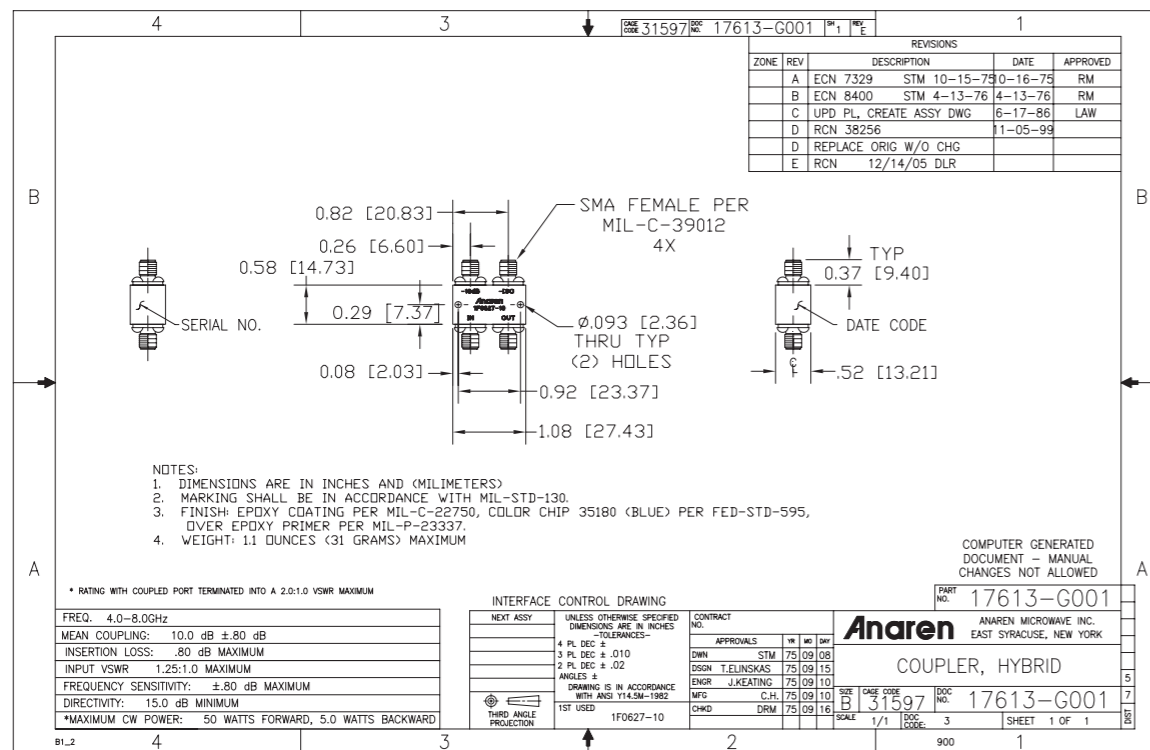 4
3
CAGE CODE 31597 DOC NO. 17613-G001 SH 1 REV E
1
REVISIONS
ZONE REV DESCRIPTION DATE APPROVED
A ECN 7329 STM 10-15-75 10-16-75 RM
B ECN 8400 STM 4-13-76 4-13-76 RM
C UPD PL, CREATE ASSY DWG 6-17-86 LAW
D RCN 38256 11-05-99
D REPLACE ORIG W/O CHG
E RCN 12/14/05 DLR
B
B
0.82 [20.83]
SMA FEMALE PER
MIL-C-39012
4X
0.26 [6.60]
0.58 [14.73]
TYP
0.37 [9.40]
-10dB -ISO
Anaren
1F0627-10
IN OUT
SERIAL NO.
0.29 [7.37]
Ø.093 [2.36]
THRU TYP
(2) HOLES
DATE CODE
0.08 [2.03]
CL
.52 [13.21]
0.92 [23.37]
1.08 [27.43]
NOTES:
1. DIMENSIONS ARE IN INCHES AND (MILIMETERS)
2. MARKING SHALL BE IN ACCORDANCE WITH MIL-STD-130.
3. FINISH: EPOXY COATING PER MIL-C-22750, COLOR CHIP 35180 (BLUE) PER FED-STD-595,
OVER EPOXY PRIMER PER MIL-P-23337.
4. WEIGHT: 1.1 OUNCES (31 GRAMS) MAXIMUM
COMPUTER GENERATED
DOCUMENT - MANUAL
CHANGES NOT ALLOWED
A
A
* RATING WITH COUPLED PORT TERMINATED INTO A 2.0:1.0 VSWR MAXIMUM
FREQ. 4.0-8.0GHz
MEAN COUPLING: 10.0 dB ±.80 dB
INSERTION LOSS: .80 dB MAXIMUM
INPUT VSWR 1.25:1.0 MAXIMUM
FREQUENCY SENSITIVITY: ±.80 dB MAXIMUM
DIRECTIVITY: 15.0 dB MINIMUM
*MAXIMUM CW POWER: 50 WATTS FORWARD, 5.0 WATTS BACKWARD
INTERFACE CONTROL DRAWING
NEXT ASSY
UNLESS OTHERWISE SPECIFIED
DIMENSIONS ARE IN INCHES
-TOLERANCES-
4 PL DEC ±
3 PL DEC ± .010
2 PL DEC ± .02
ANGLES ±
DRAWING IS IN ACCORDANCE
WITH ANSI Y14.5M-1982
THIRD ANGLE
PROJECTION
1ST USED
1F0627-10
CONTRACT
NO.
APPROVALS YR MO DAY
DWN STM 75 09 08
DSGN T.ELINSKAS 75 09 15
ENGR J.KEATING 75 09 10
MFG C.H. 75 09 10
CHKD DRM 75 09 16
PART NO. 17613-G001
Anaren
ANAREN MICROWAVE INC.
EAST SYRACUSE, NEW YORK
COUPLER, HYBRID
SIZE B CAGE CODE 31597 DOC NO. 17613-G001
SCALE 1/1 DOC CODE: 3 SHEET 1 OF 1
5
7
DIST
B1_2
4
3
2
900
1